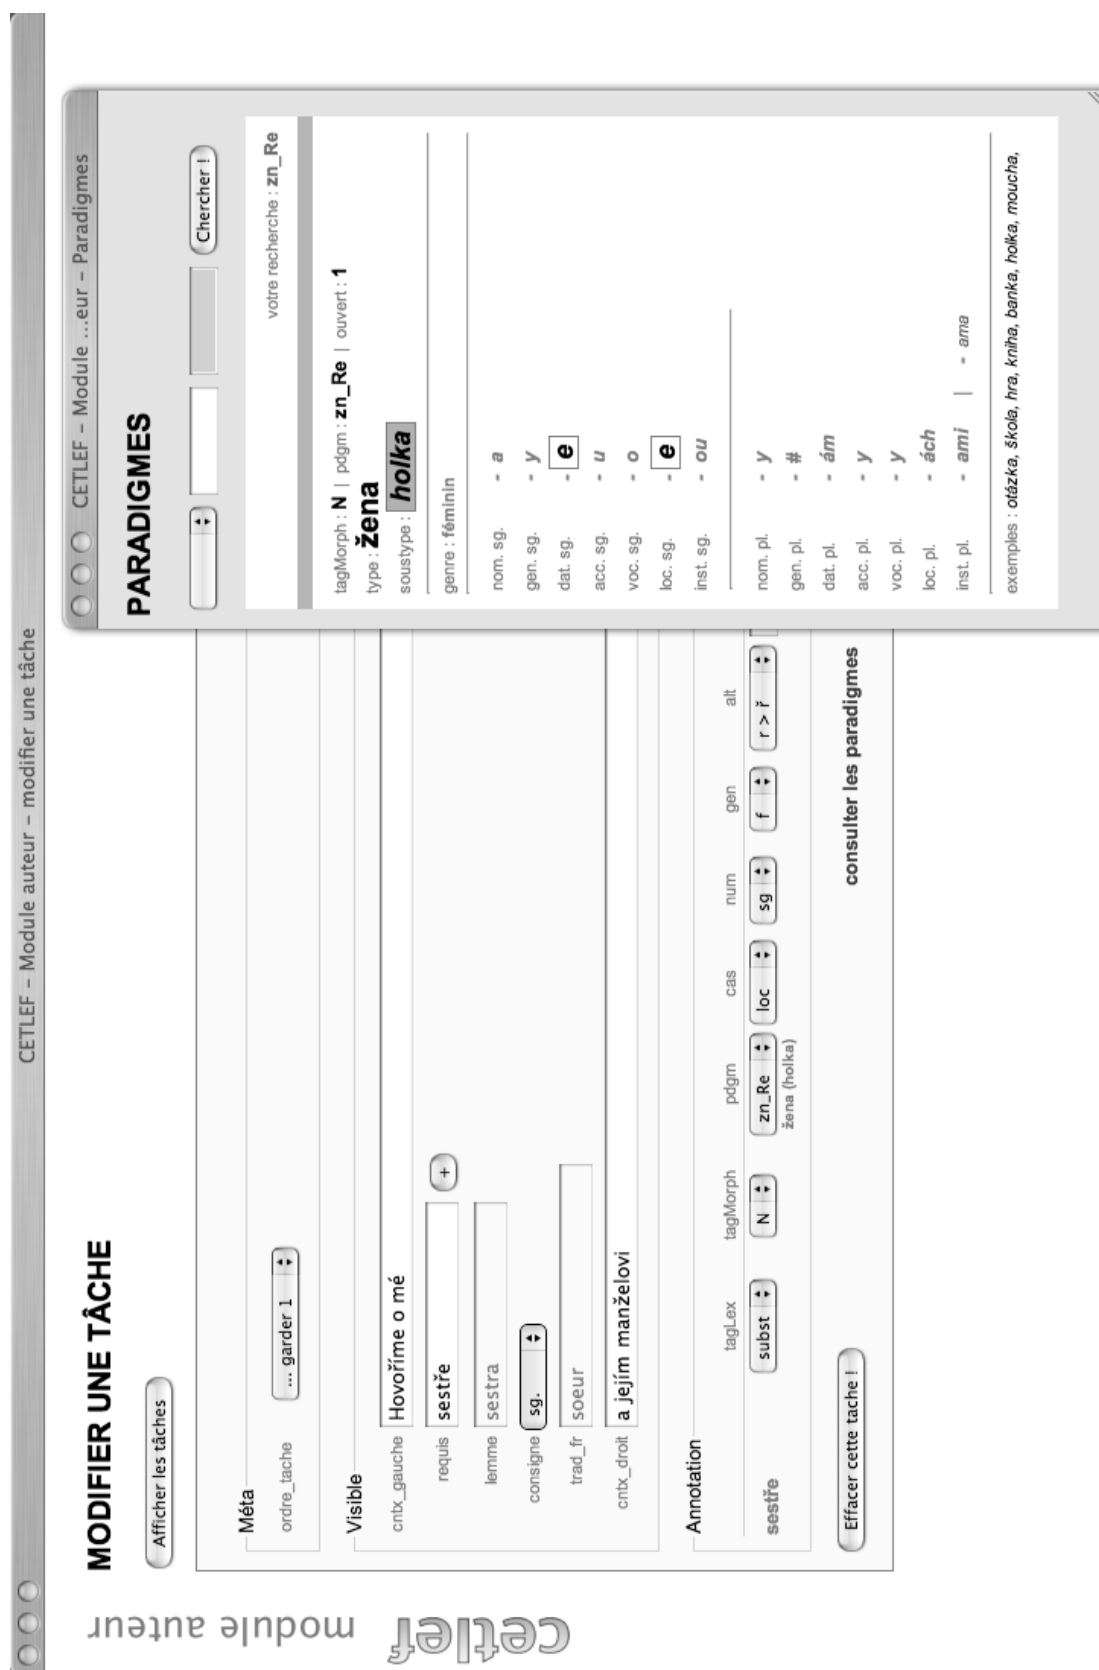 CETLEF – Module auteur – modifier une tâche
cetlef module auteur
MODIFIER UNE TÂCHE
Afficher les tâches
Méta
ordre_tache ... garder 1
Visible
cntx_gauche Hovoříme o mé
requis sestře +
lemme sestra
consigne sg.
trad_fr soeur
cntx_droit a jejím manželovi
Annotation
tagLex tagMorph pdgm cas num gen alt
sestře subst N zn_Re loc sg f r > ř
žena (holka)
Effacer cette tache !
consulter les paradigmes
CETLEF – Module ...eur – Paradigmes
PARADIGMES
Chercher !
votre recherche : zn_Re
tagMorph : N | pdgm : zn_Re | ouvert : 1
type : žena
soustype : holka
genre : féminin
nom. sg. - a
gen. sg. - y
dat. sg. - e
acc. sg. - u
voc. sg. - o
loc. sg. - e
inst. sg. - ou
nom. pl. - y
gen. pl. - #
dat. pl. - ám
acc. pl. - y
voc. pl. - y
loc. pl. - ách
inst. pl. - ami | - ama
exemples : otázka, škola, hra, kniha, banka, holka, moucha,